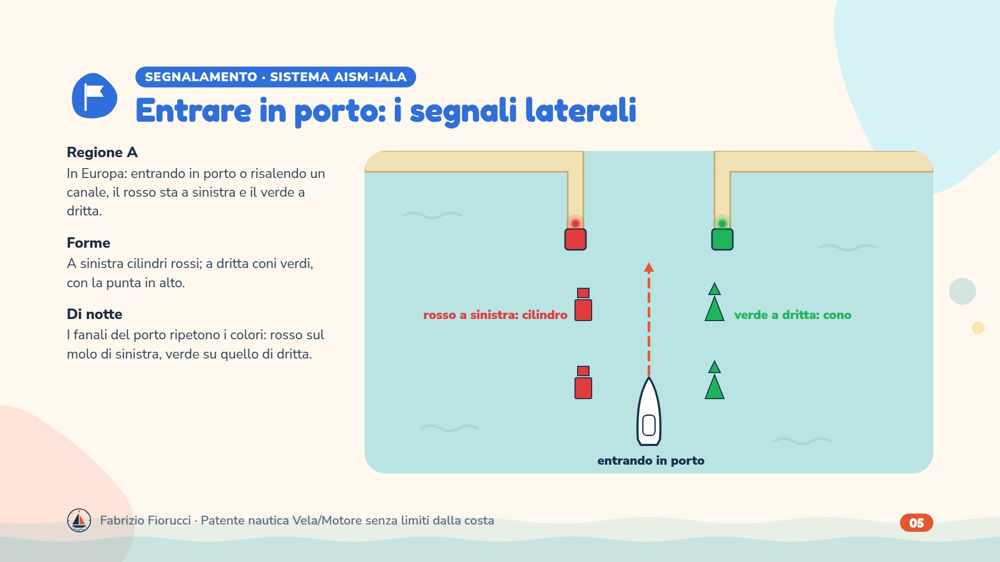 SEGNALAMENTO · SISTEMA AISM-IALA
Entrare in porto: i segnali laterali
Regione A
In Europa: entrando in porto o risalendo un
canale, il rosso sta a sinistra e il verde a
dritta.
Forme
A sinistra cilindri rossi; a dritta coni verdi,
con la punta in alto.
Di notte
I fanali del porto ripetono i colori: rosso sul
molo di sinistra, verde su quello di dritta.
rosso a sinistra: cilindro
verde a dritta: cono
entrando in porto
Fabrizio Fiorucci · Patente nautica Vela/Motore senza limiti dalla costa
05